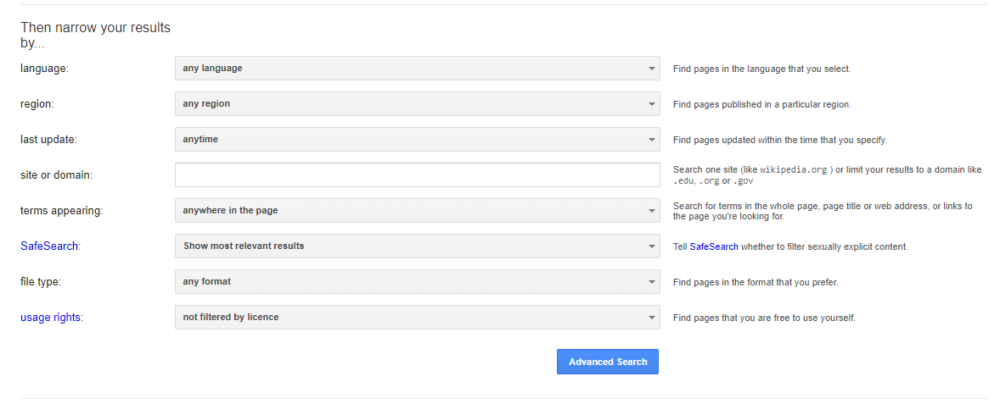 Then narrow your results
by...
language:
any language
Find pages in the language that you select.
region:
any region
Find pages published in a particular region.
last update:
anytime
Find pages updated within the time that you specify.
site or domain:
Search one site (like wikipedia.org ) or limit your results to a domain like
.edu, .org or .gov
terms appearing:
anywhere in the page
Search for terms in the whole page, page title or web address, or links to
the page you're looking for.
SafeSearch:
Show most relevant results
Tell SafeSearch whether to filter sexually explicit content.
file type:
any format
Find pages in the format that you prefer.
usage rights:
not filtered by licence
Find pages that you are free to use yourself.
Advanced Search